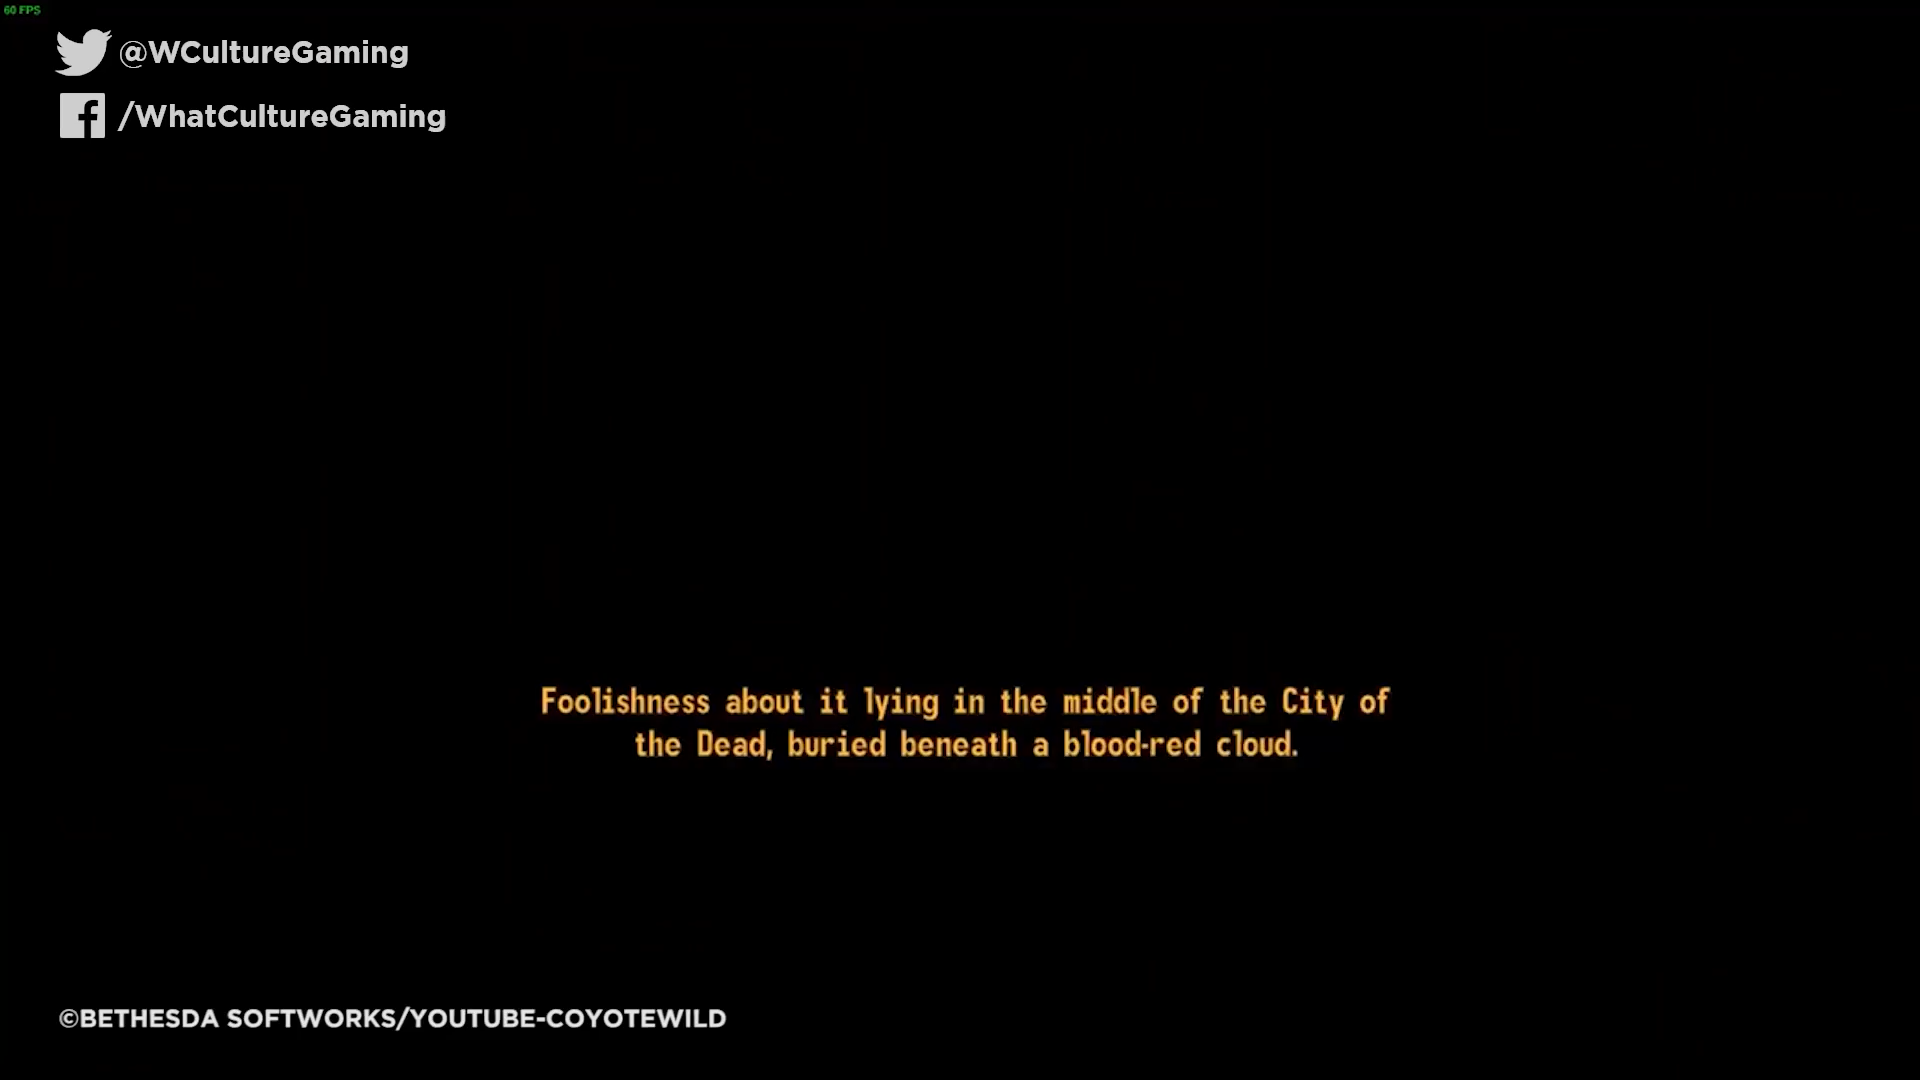 60 FPS
@WCultureGaming
/WhatCultureGaming
Foolishness about it lying in the middle of the City of
the Dead, buried beneath a blood-red cloud.
©BETHESDA SOFTWORKS/YOUTUBE-COYOTEWILD